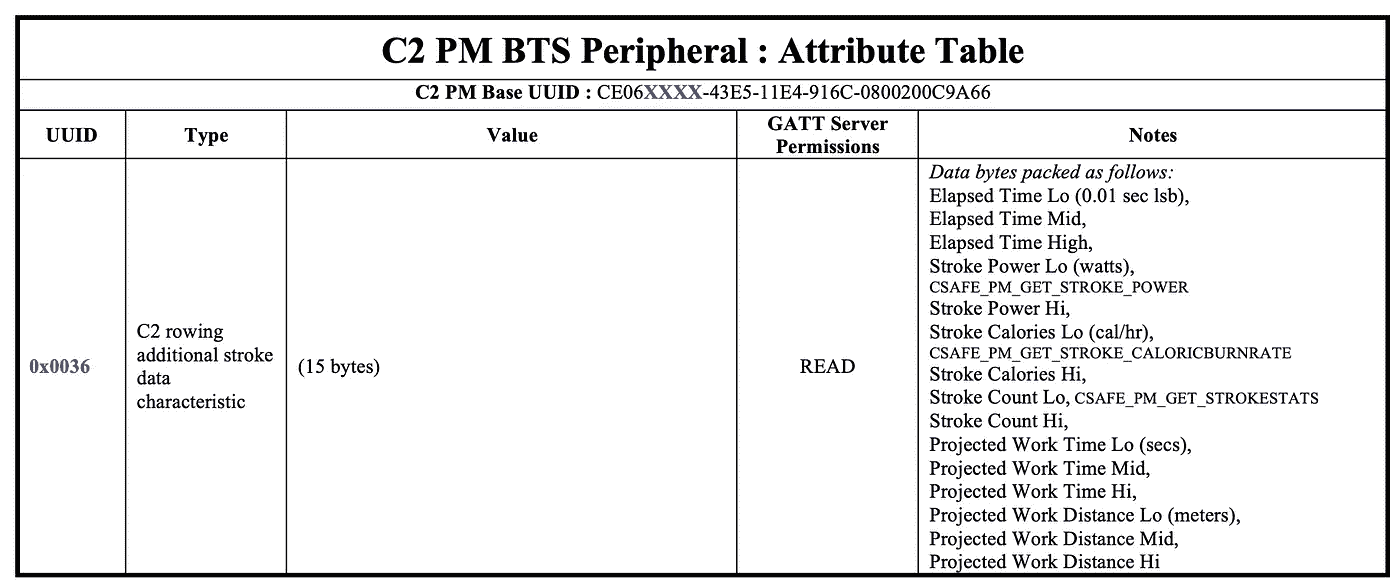 C2 PM BTS Peripheral : Attribute Table
C2 PM Base UUID : CE06XXXX-43E5-11E4-916C-0800200C9A66
UUID
Type
Value
GATT Server
Permissions
Notes
0x0036
C2 rowing
additional stroke
data
characteristic
(15 bytes)
READ
Data bytes packed as follows:
Elapsed Time Lo (0.01 sec lsb),
Elapsed Time Mid,
Elapsed Time High,
Stroke Power Lo (watts),
CSAFE_PM_GET_STROKE_POWER
Stroke Power Hi,
Stroke Calories Lo (cal/hr),
CSAFE_PM_GET_STROKE_CALORICBURNRATE
Stroke Calories Hi,
Stroke Count Lo, CSAFE_PM_GET_STROKESTATS
Stroke Count Hi,
Projected Work Time Lo (secs),
Projected Work Time Mid,
Projected Work Time Hi,
Projected Work Distance Lo (meters),
Projected Work Distance Mid,
Projected Work Distance Hi